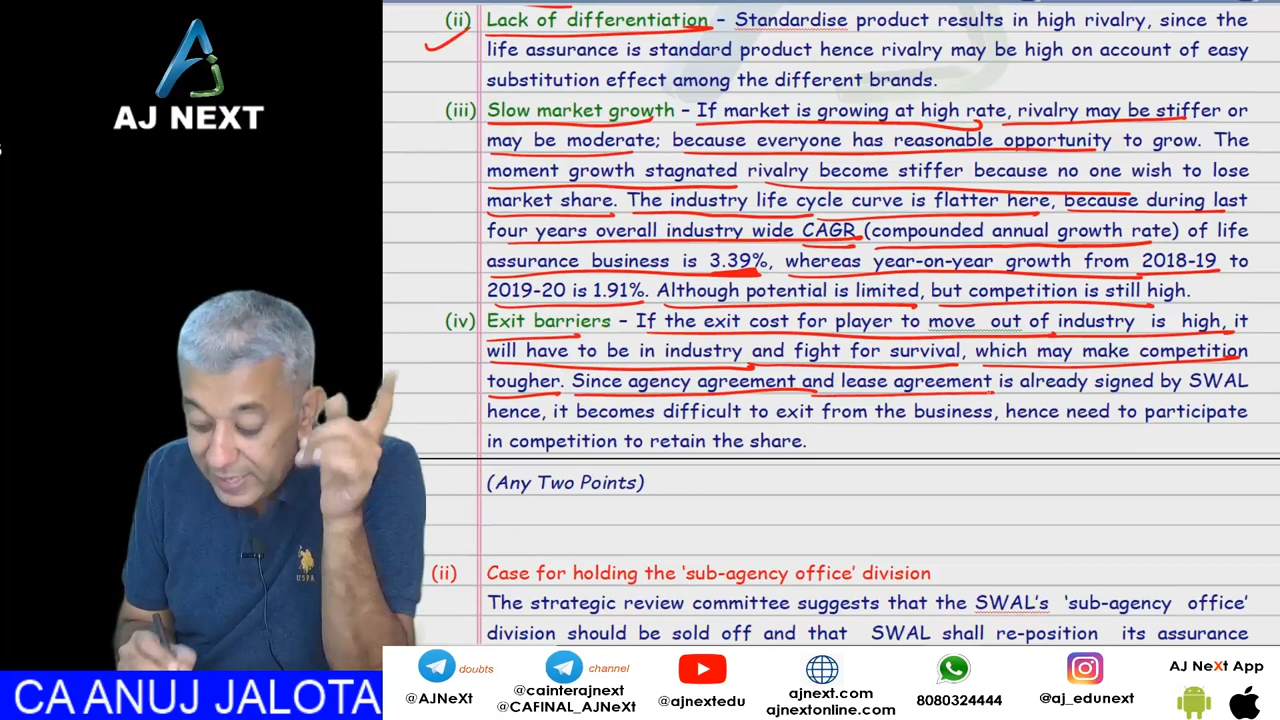 AJ NEXT
(ii) Lack of differentiation – Standardise product results in high rivalry, since the
life assurance is standard product hence rivalry may be high on account of easy
substitution effect among the different brands.
(iii) Slow market growth – If market is growing at high rate, rivalry may be stiffer or
may be moderate; because everyone has reasonable opportunity to grow. The
moment growth stagnated rivalry become stiffer because no one wish to lose
market share. The industry life cycle curve is flatter here, because during last
four years overall industry wide CAGR (compounded annual growth rate) of life
assurance business is 3.39%, whereas year-on-year growth from 2018-19 to
2019-20 is 1.91%. Although potential is limited, but competition is still high.
(iv) Exit barriers – If the exit cost for player to move out of industry is high, it
will have to be in industry and fight for survival, which may make competition
tougher. Since agency agreement and lease agreement is already signed by SWAL
hence, it becomes difficult to exit from the business, hence need to participate
in competition to retain the share.
(Any Two Points)
(ii) Case for holding the ‘sub-agency office’ division
The strategic review committee suggests that the SWAL’s ‘sub-agency office’
division should be sold off and that SWAL shall re-position its assurance
USPA
CA ANUJ JALOTA
doubts
@AJNeXt
channel
@cainterajnext
@CAFINAL_AJNeXt
@ajnextedu
ajnext.com
ajnextonline.com
8080324444
@aj_edunext
AJ NeXt App